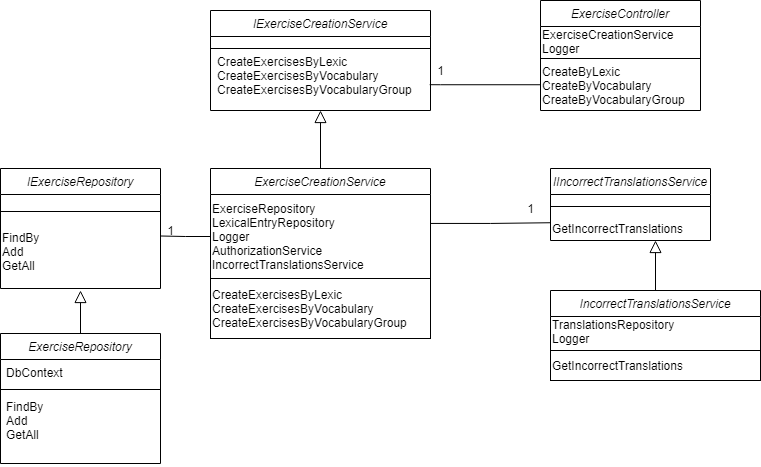 IExerciseCreationService
CreateExercisesByLexic
CreateExercisesByVocabulary
CreateExercisesByVocabularyGroup
1
ExerciseController
ExerciseCreationService
Logger
CreateByLexic
CreateByVocabulary
CreateByVocabularyGroup
IExerciseRepository
FindBy
Add
GetAll
1
ExerciseCreationService
ExerciseRepository
LexicalEntryRepository
Logger
AuthorizationService
IncorrectTranslationsService
CreateExercisesByLexic
CreateExercisesByVocabulary
CreateExercisesByVocabularyGroup
1
IIncorrectTranslationsService
GetIncorrectTranslations
ExerciseRepository
DbContext
FindBy
Add
GetAll
IncorrectTranslationsService
TranslationsRepository
Logger
GetIncorrectTranslations